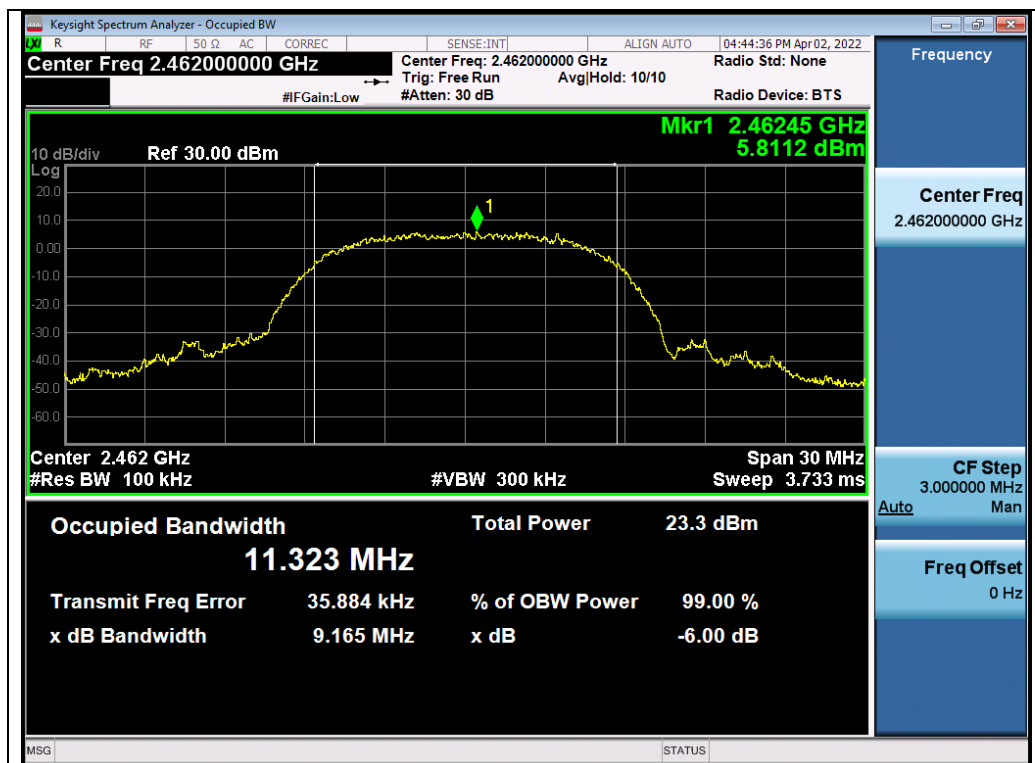 Keysight Spectrum Analyzer - Occupied BW
LXI R RF 50 Ω AC CORREC SENSE:INT ALIGN AUTO 04:44:36 PM Apr 02, 2022
Center Freq 2.462000000 GHz
Center Freq: 2.462000000 GHz Radio Std: None
Trig: Free Run Avg|Hold: 10/10
#IFGain:Low #Atten: 30 dB Radio Device: BTS
Frequency
Mkr1 2.46245 GHz
5.8112 dBm
10 dB/div Ref 30.00 dBm
Log
20.0
10.0
0.00
-10.0
-20.0
-30.0
-40.0
-50.0
-60.0
1
Center 2.462 GHz Span 30 MHz
#Res BW 100 kHz #VBW 300 kHz Sweep 3.733 ms
Center Freq
2.462000000 GHz
CF Step
3.000000 MHz
Auto Man
Freq Offset
0 Hz
Occupied Bandwidth Total Power 23.3 dBm
11.323 MHz
Transmit Freq Error 35.884 kHz % of OBW Power 99.00 %
x dB Bandwidth 9.165 MHz x dB -6.00 dB
MSG STATUS